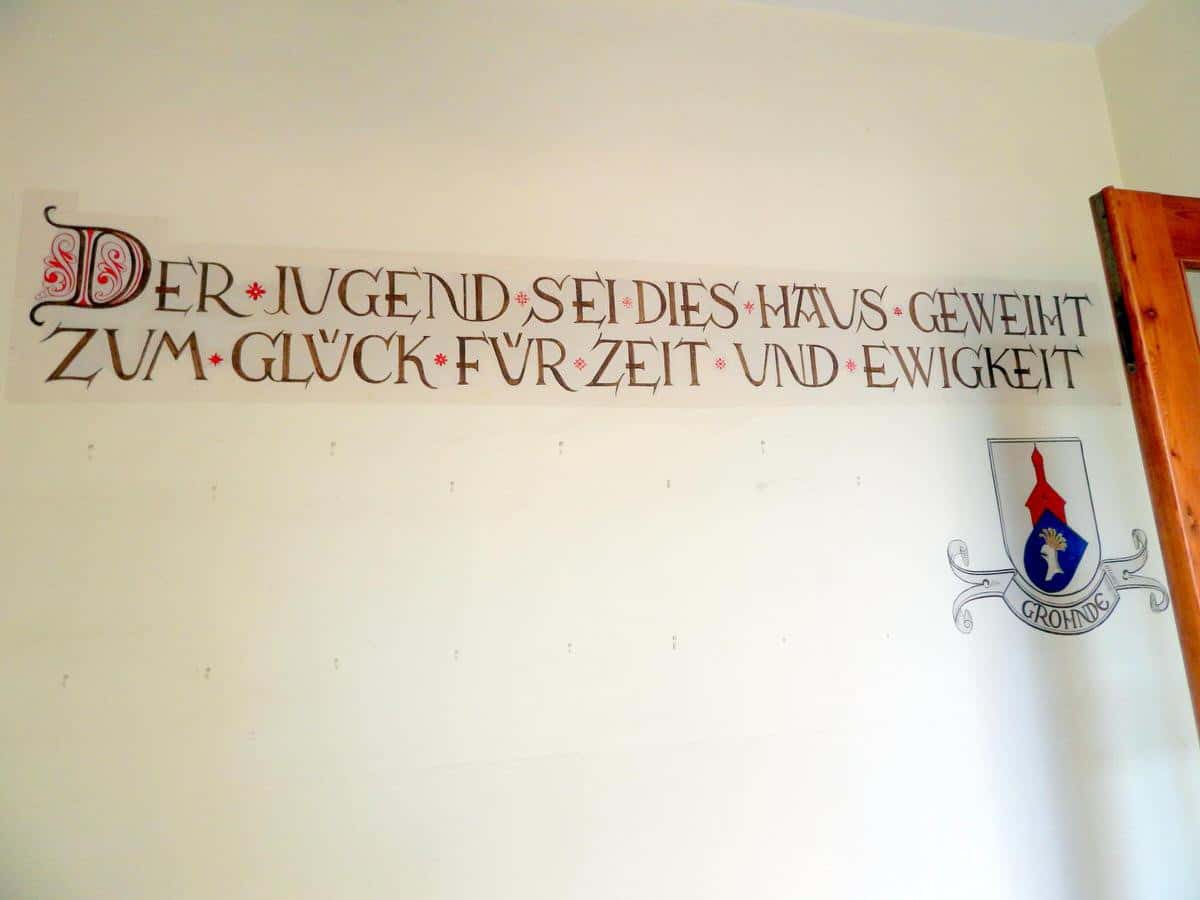 DER * JUGEND * SEI * DIES * HAUS * GEWEIHT
ZUM * GLÜCK * FÜR * ZEIT * UND * EWIGKEIT
GROHNDE